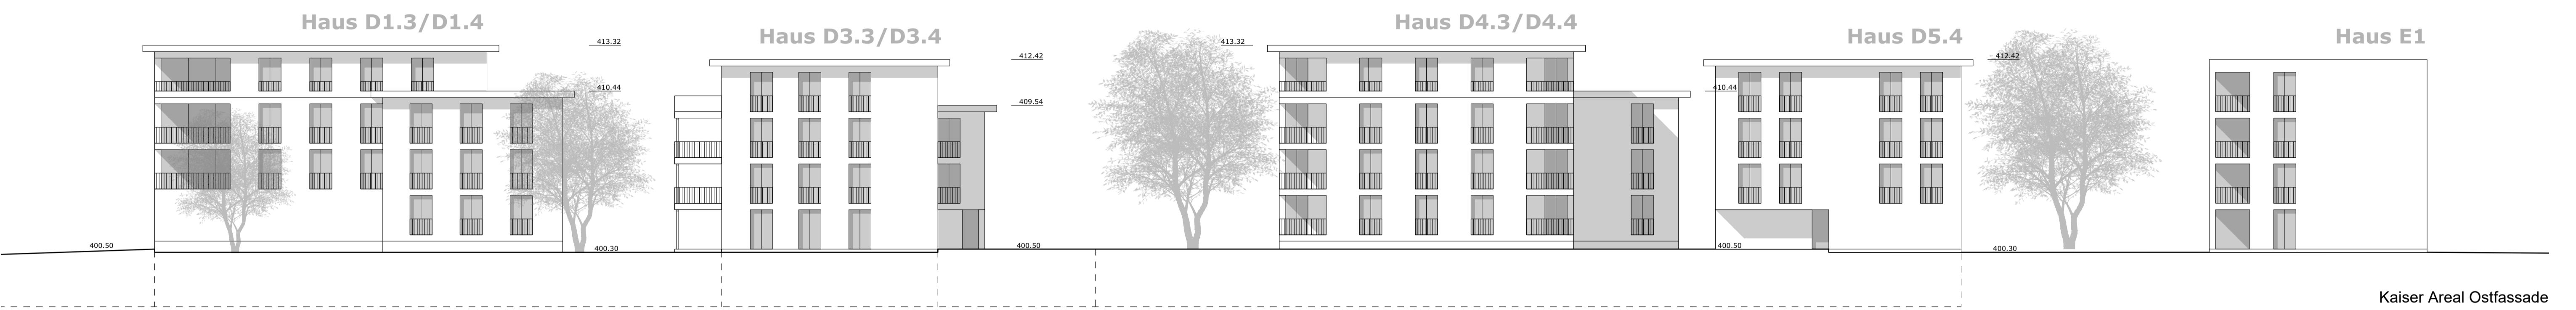 Haus D1.3/D1.4
Haus D3.3/D3.4
Haus D4.3/D4.4
Haus D5.4
Haus E1
413.32
410.44
412.42
409.54
413.32
410.44
412.42
400.50
400.30
400.50
400.50
400.30
Kaiser Areal Ostfassade